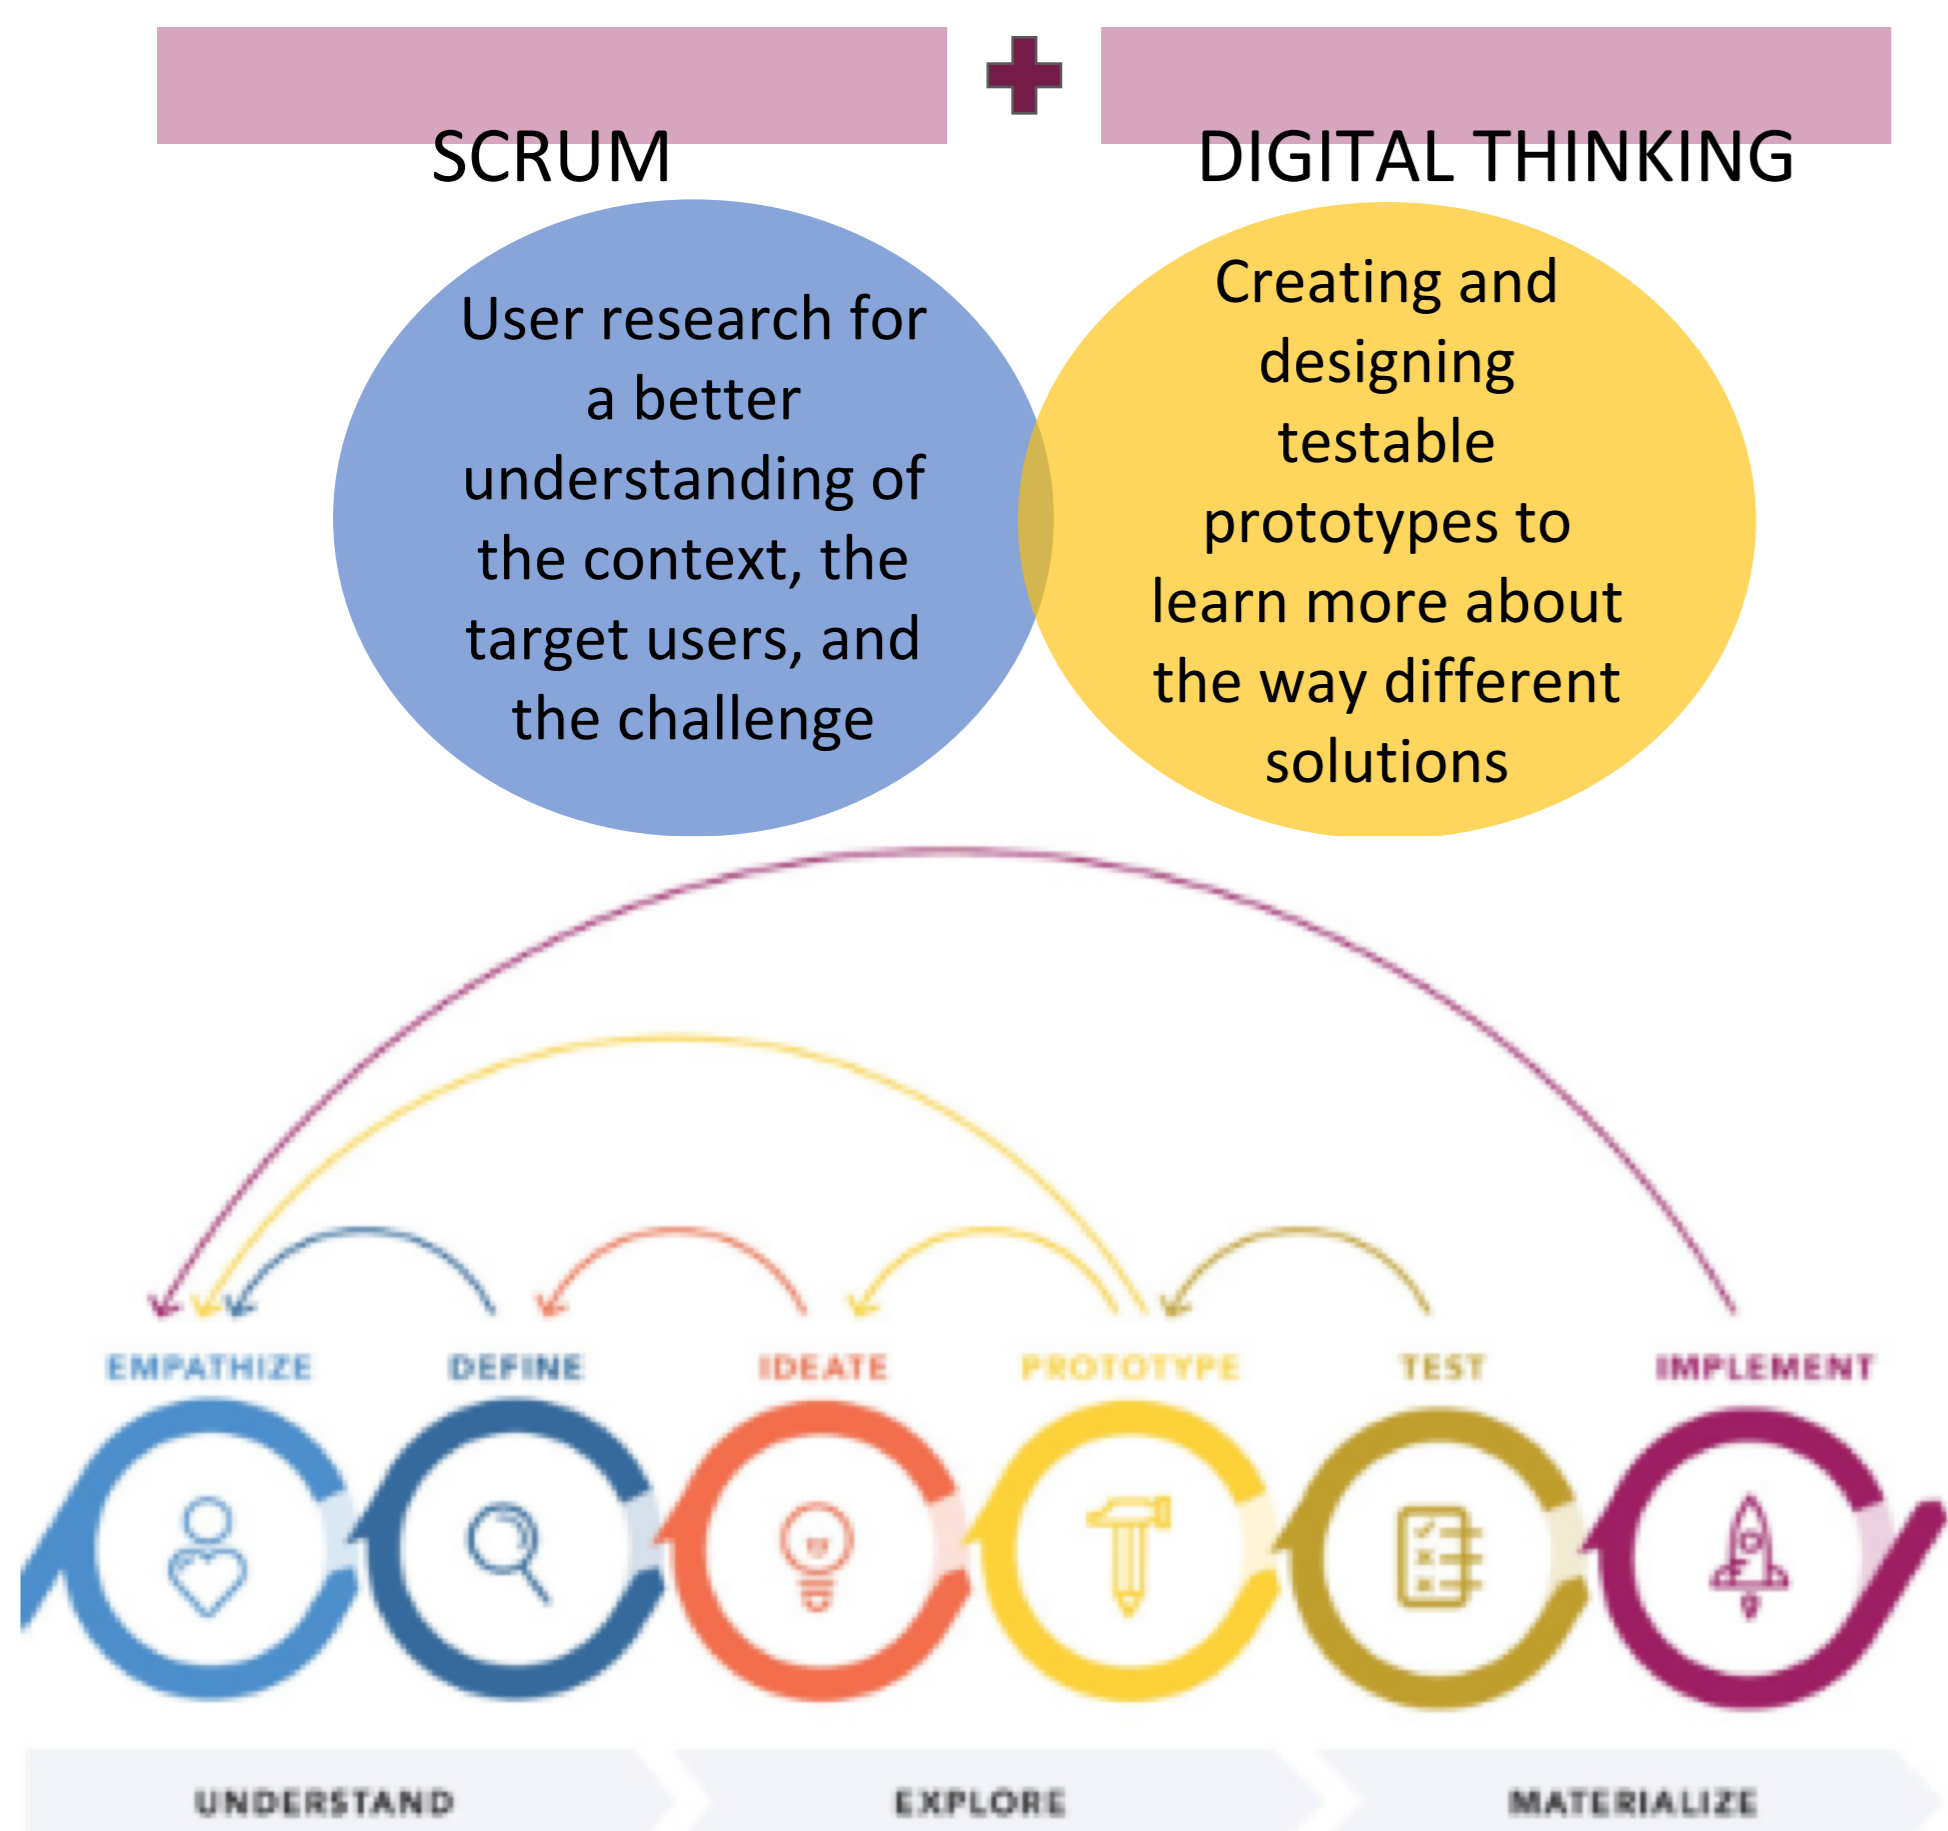 SCRUM
DIGITAL THINKING
User research for
a better
understanding of
the context, the
target users, and
the challenge
Creating and
designing
testable
prototypes to
learn more about
the way different
solutions
EMPATHIZE
DEFINE
IDEATE
PROTOTYPE
TEST
IMPLEMENT
UNDERSTAND
EXPLORE
MATERIALIZE